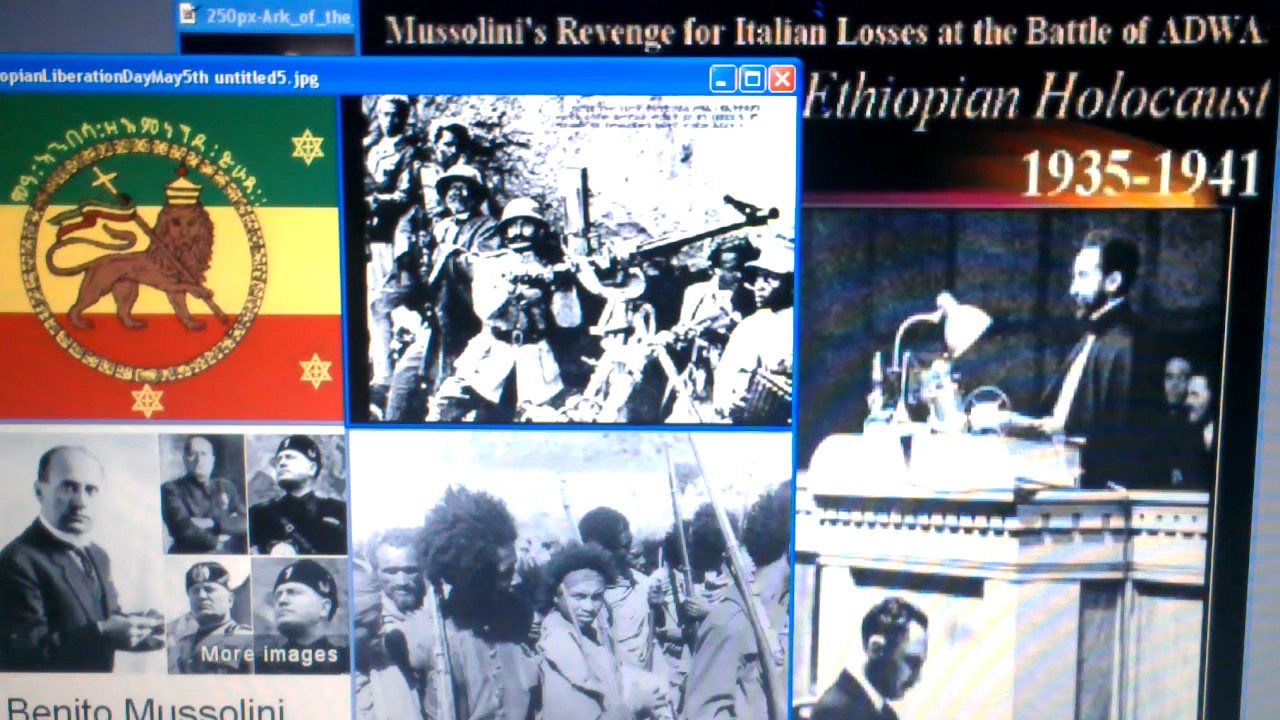 250px-Ark_of_the_
Mussolini's Revenge for Italian Losses at the Battle of ADWA
opianLiberationDayMay5th untitled5.jpg
Ethiopian Holocaust
1935-1941
More images
Benito Mussolini